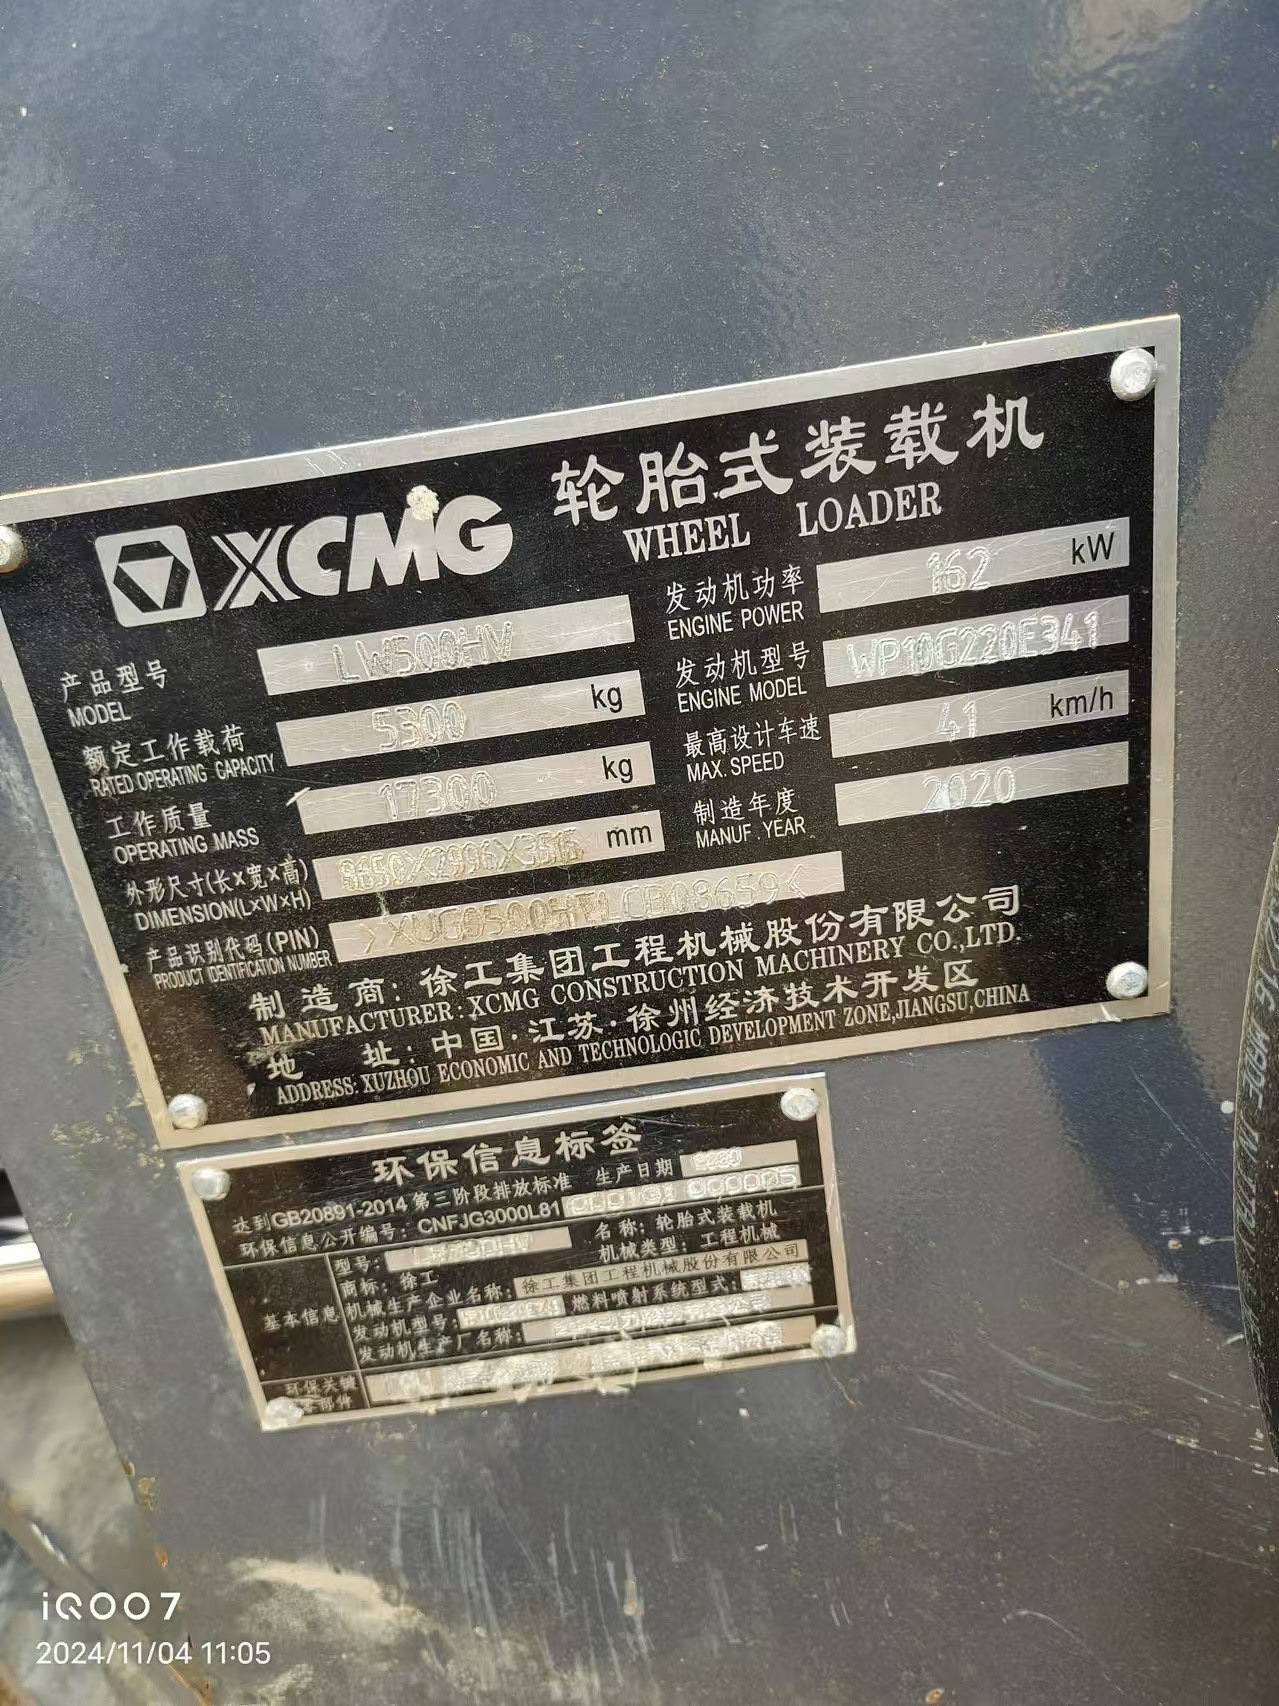 XCMG 轮胎式装载机
WHEEL LOADER
产品型号 LW500HV
MODEL
额定工作载荷 5300 kg
RATED OPERATING CAPACITY
工作质量 17300 kg
OPERATING MASS
外形尺寸(长×宽×高) mm
DIMENSION(L×W×H)
产品识别代码(PIN)
PRODUCT IDENTIFICATION NUMBER
发动机功率 162 kW
ENGINE POWER
发动机型号 WP10G220E341
ENGINE MODEL
最高设计车速 41 km/h
MAX. SPEED
制造年度 2020
MANUF. YEAR
制造商:徐工集团工程机械股份有限公司
MANUFACTURER: XCMG CONSTRUCTION MACHINERY CO.,LTD.
地 址:中国·江苏·徐州经济技术开发区
ADDRESS: XUZHOU ECONOMIC AND TECHNOLOGIC DEVELOPMENT ZONE,JIANGSU,CHINA
环保信息标签
达到GB20891-2014 第三阶段排放标准 生产日期
环保信息公开编号:CNFJG3000L81
型号: 名称:轮胎式装载机
商标:徐工 机械类型:工程机械
基本信息 机械生产企业名称:徐工集团工程机械股份有限公司
发动机型号: 燃料喷射系统型式:
发动机生产厂名称:
环保关键
部件
iQOO 7
2024/11/04 11:05